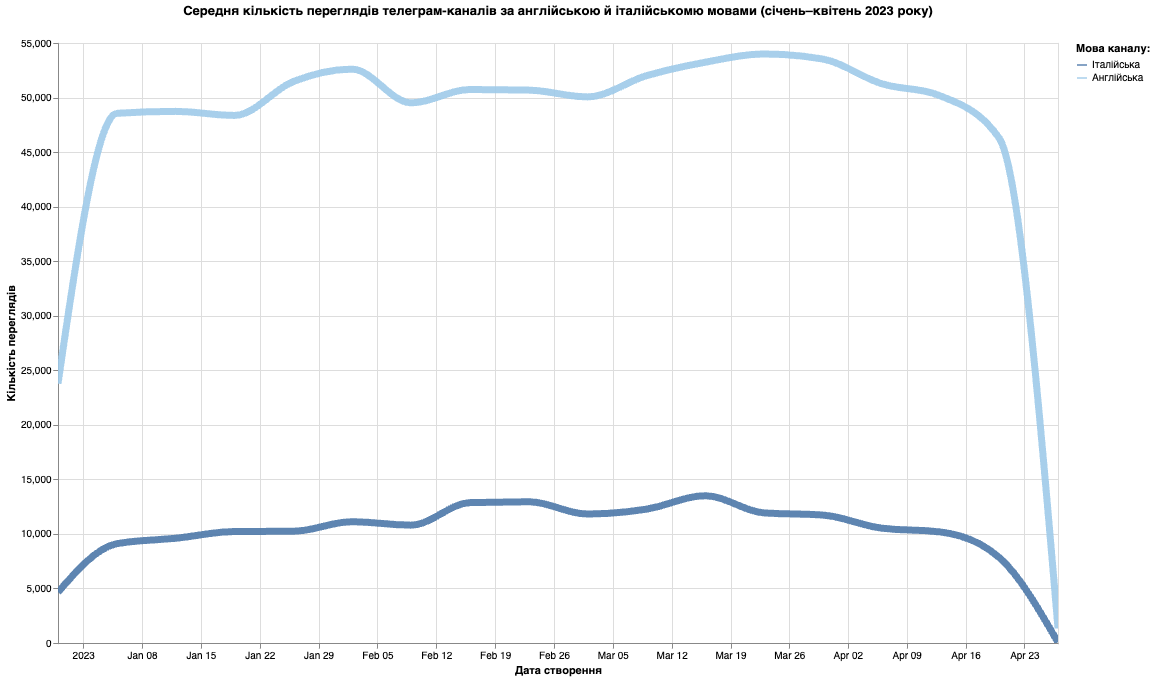 Середня кількість переглядів телеграм-каналів за англійською й італійськомю мовами (січень–квітень 2023 року)
Мова каналу:
Італійська
Англійська
Кількість переглядів
55,000
50,000
45,000
40,000
35,000
30,000
25,000
20,000
15,000
10,000
5,000
0
2023 Jan 08 Jan 15 Jan 22 Jan 29 Feb 05 Feb 12 Feb 19 Feb 26 Mar 05 Mar 12 Mar 19 Mar 26 Apr 02 Apr 09 Apr 16 Apr 23
Дата створення